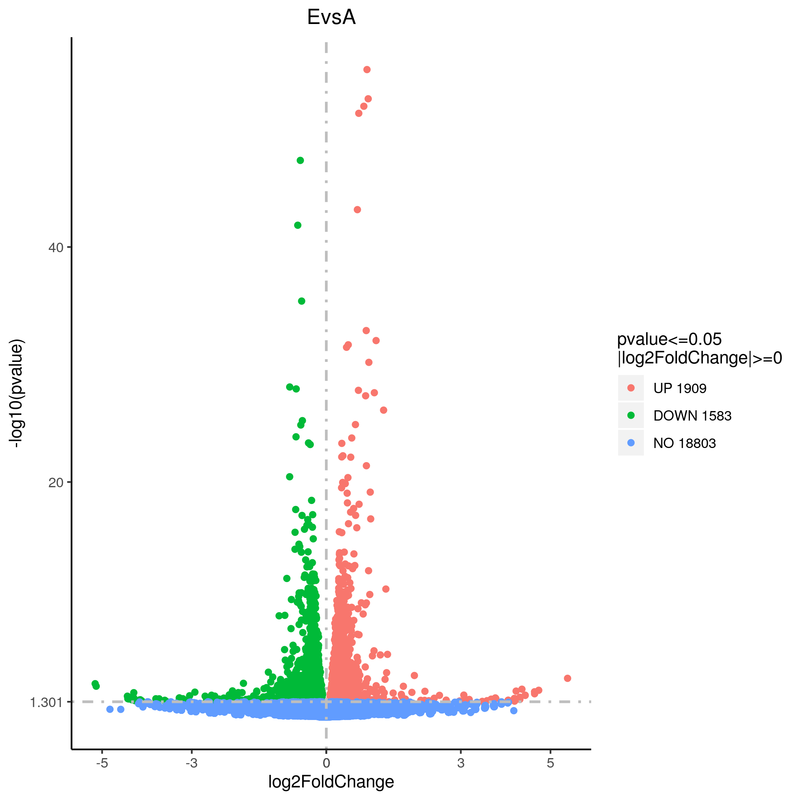 EvsA
40
20
1.301
-log10(pvalue)
-5
-3
0
3
5
log2FoldChange
pvalue<=0.05
|log2FoldChange|>=0
UP 1909
DOWN 1583
NO 18803